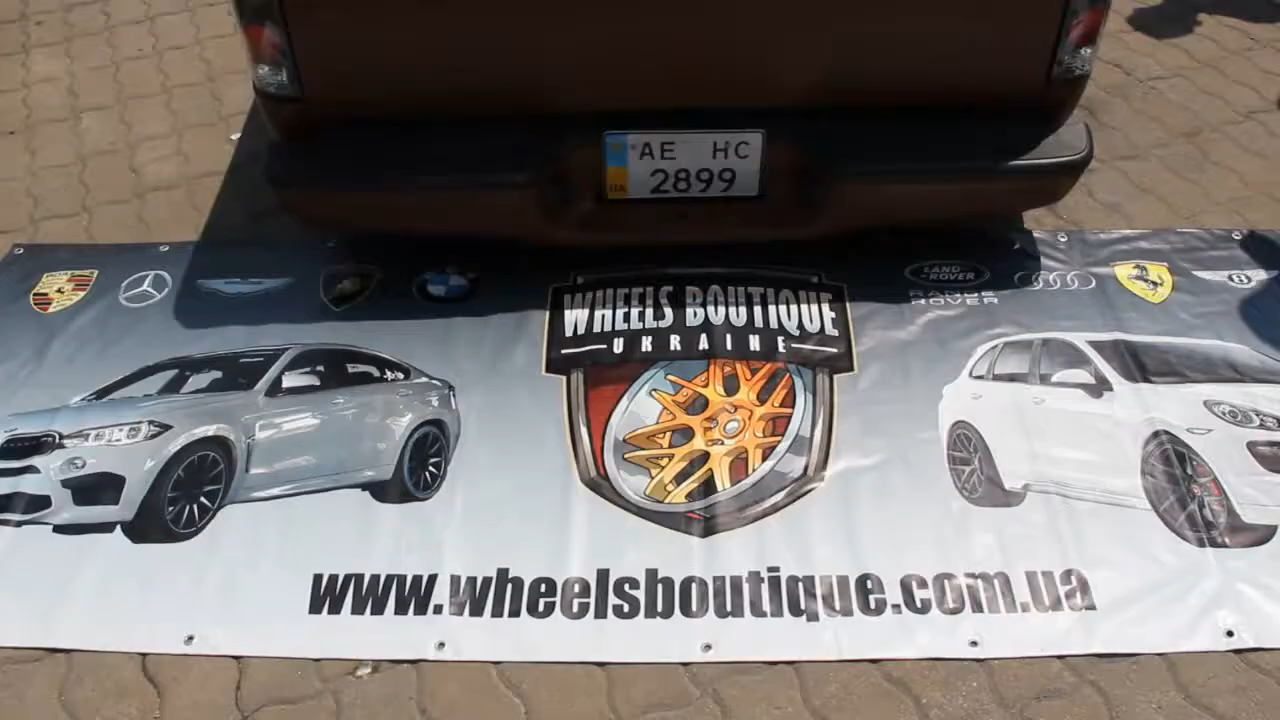 AE HC
UA 2899
LAND-
ROVER
RANGE
ROVER
WHEELS BOUTIQUE
UKRAINE
www.wheelsboutique.com.ua